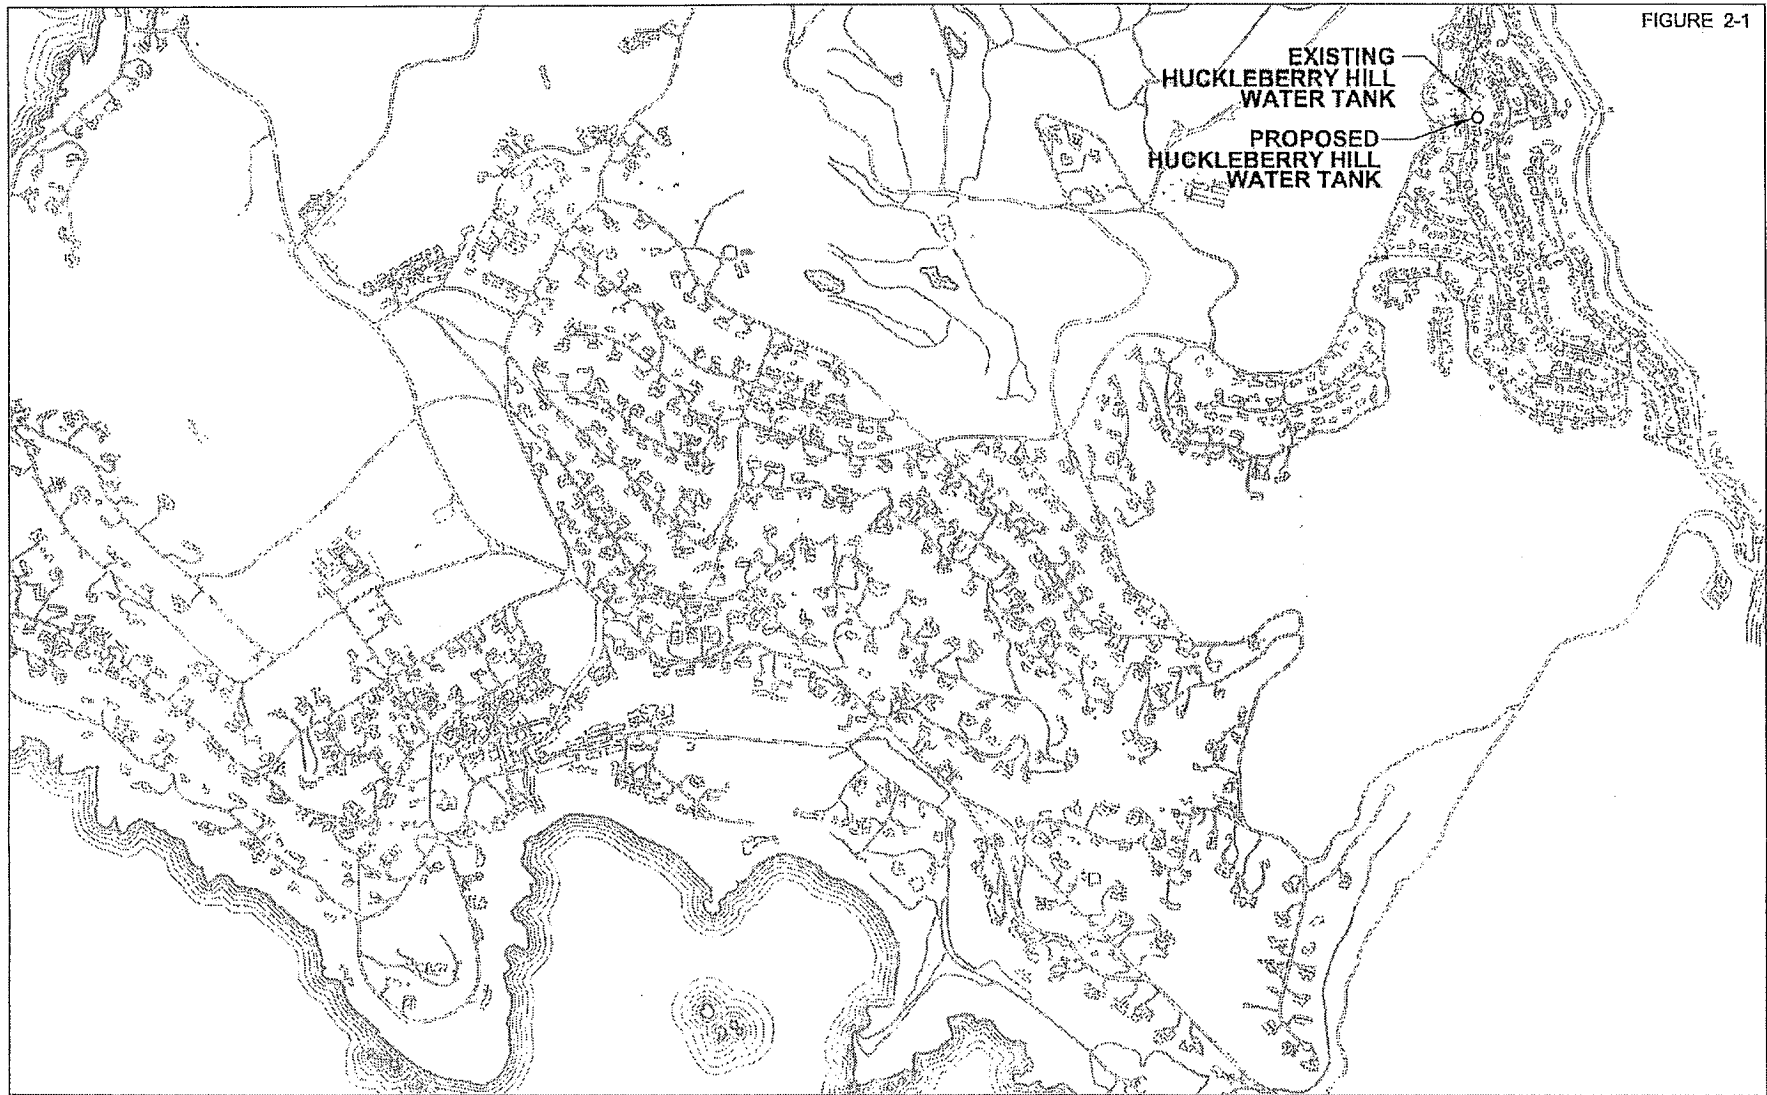 FIGURE 2-1
EXISTING
HUCKLEBERRY HILL
WATER TANK
PROPOSED
HUCKLEBERRY HILL
WATER TANK